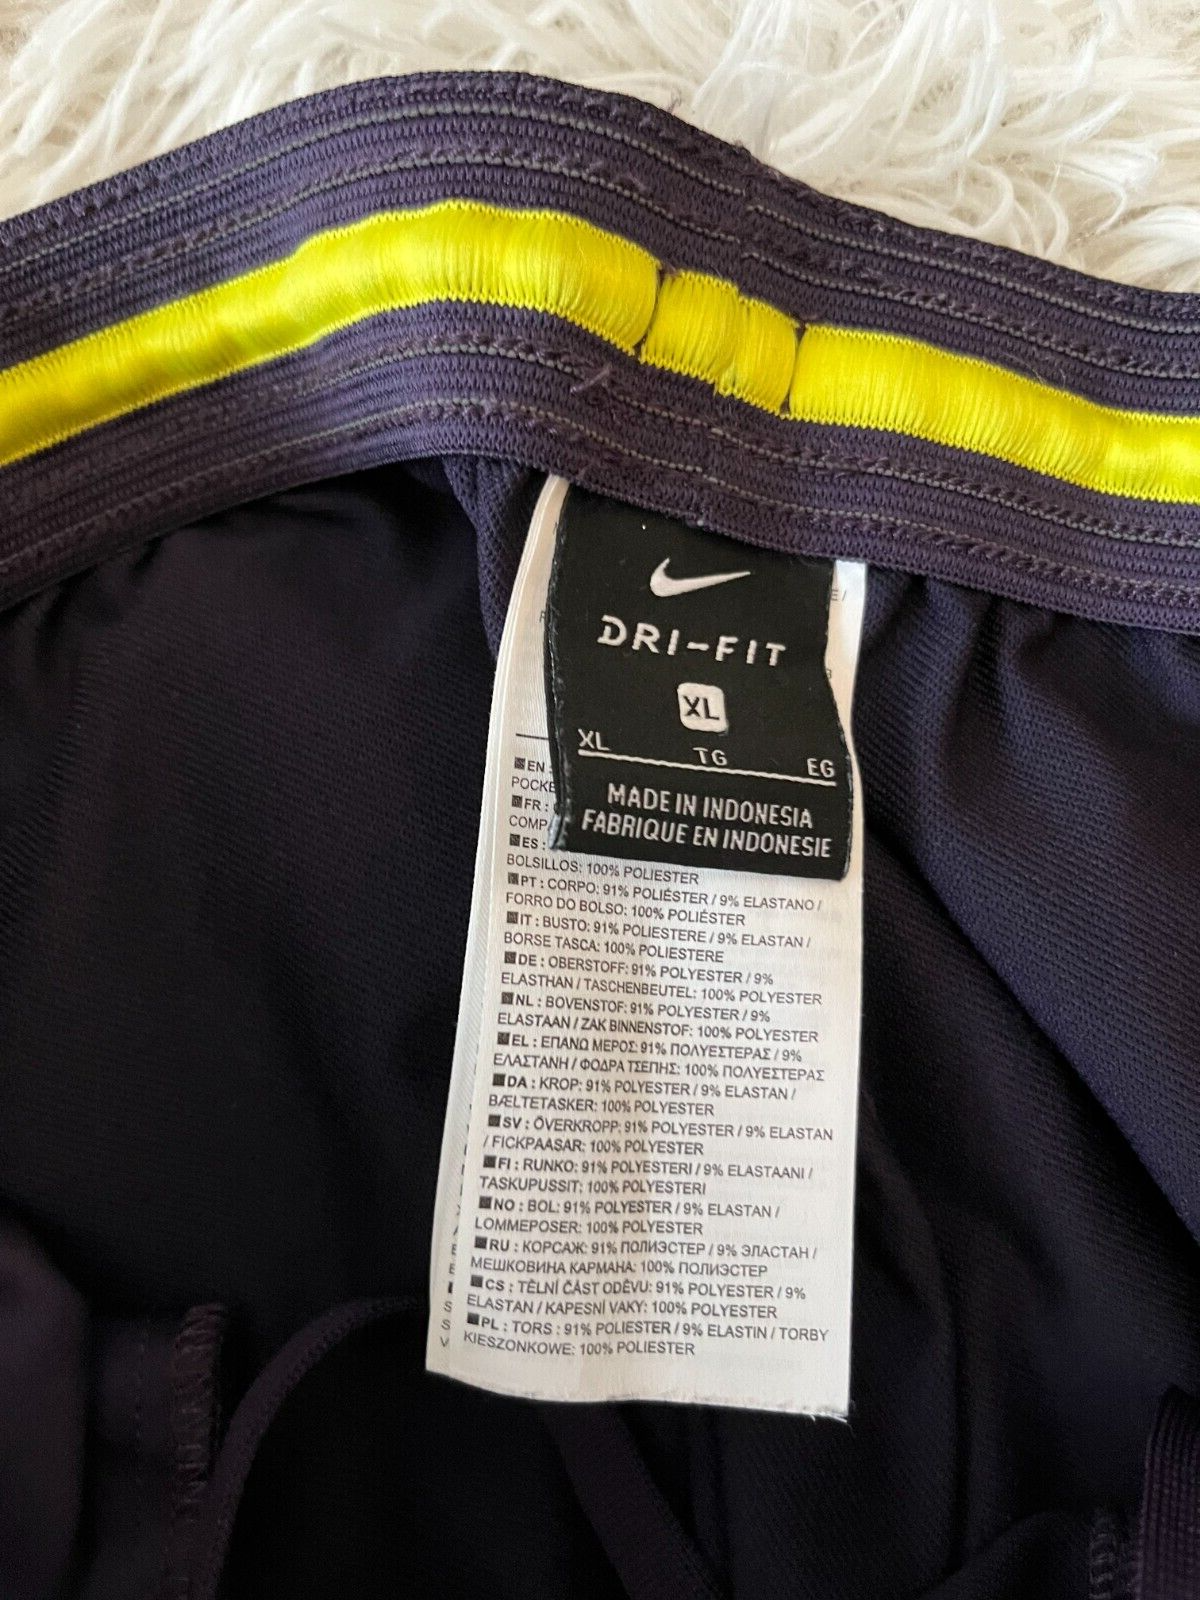 DRI-FIT
XL
XL TG EG
MADE IN INDONESIA
FABRIQUE EN INDONESIE
EN :
POCKE
FR :
COMP
ES :
BOLSILLOS: 100% POLIESTER
PT : CORPO: 91% POLIÉSTER / 9% ELASTANO /
FORRO DO BOLSO: 100% POLIÉSTER
IT : BUSTO: 91% POLIESTERE / 9% ELASTAN /
BORSE TASCA: 100% POLIESTERE
DE : OBERSTOFF: 91% POLYESTER / 9%
ELASTHAN / TASCHENBEUTEL: 100% POLYESTER
NL : BOVENSTOF: 91% POLYESTER / 9%
ELASTAAN / ZAK BINNENSTOF: 100% POLYESTER
EL : ΕΠΑΝΩ ΜΕΡΟΣ: 91% ΠΟΛΥΕΣΤΕΡΑΣ / 9%
ΕΛΑΣΤΑΝΗ / ΦΟΔΡΑ ΤΣΕΠΗΣ: 100% ΠΟΛΥΕΣΤΕΡΑΣ
DA : KROP: 91% POLYESTER / 9% ELASTAN /
BÆLTETASKER: 100% POLYESTER
SV : ÖVERKROPP: 91% POLYESTER / 9% ELASTAN
/ FICKPAASAR: 100% POLYESTER
FI : RUNKO: 91% POLYESTERI / 9% ELASTAANI /
TASKUPUSSIT: 100% POLYESTERI
NO : BOL: 91% POLYESTER / 9% ELASTAN /
LOMMEPOSER: 100% POLYESTER
RU : КОРСАЖ: 91% ПОЛИЭСТЕР / 9% ЭЛАСТАН /
МЕШКОВИНА КАРМАНА: 100% ПОЛИЭСТЕР
CS : TĚLNÍ ČÁST ODĚVU: 91% POLYESTER / 9%
ELASTAN / KAPESNÍ VAKY: 100% POLYESTER
PL : TORS : 91% POLIESTER / 9% ELASTIN / TORBY
KIESZONKOWE: 100% POLIESTER